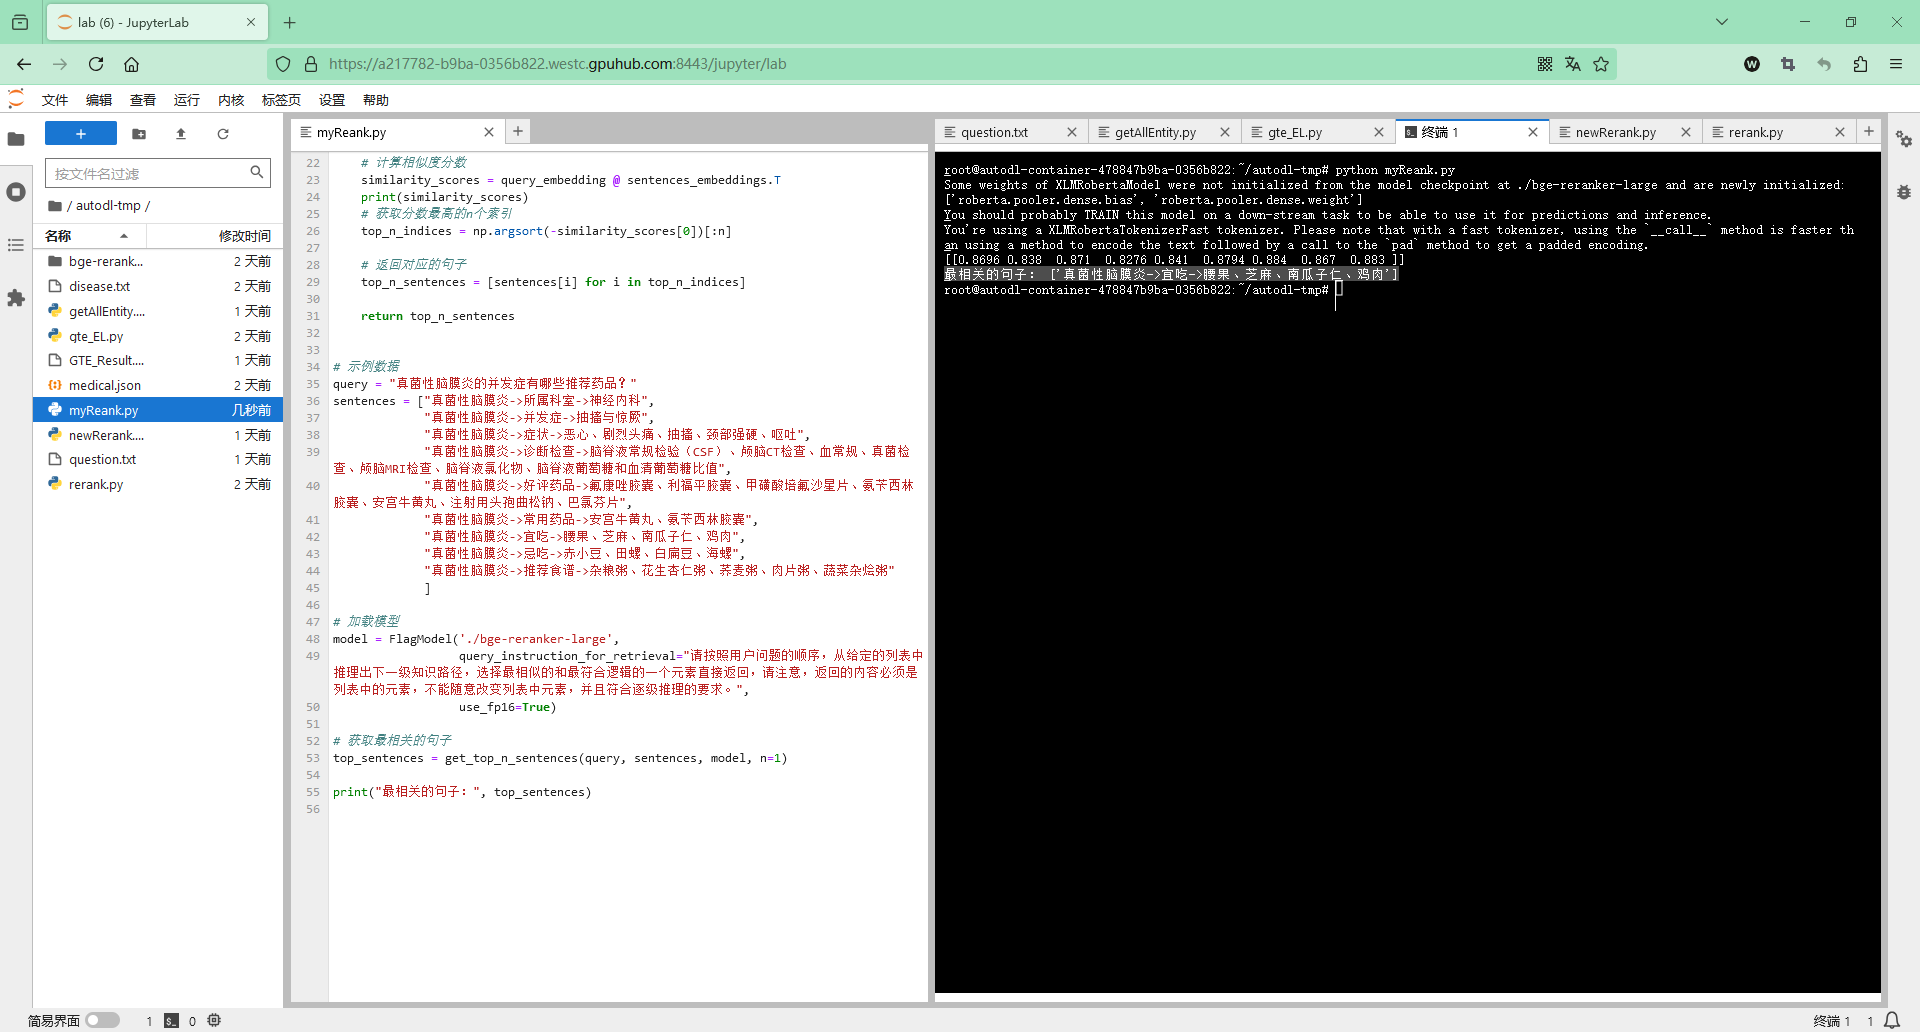 lab (6) - JupyterLab
https://a217782-b9ba-0356b822.westc.gpuhub.com:8443/jupyter/lab
W
文件 编辑 查看 运行 内核 标签页 设置 帮助
+
按文件名过滤
/ autodl-tmp /
名称 修改时间
bge-rerank... 2 天前
disease.txt 2 天前
getAllEntity.... 1 天前
gte_EL.py 2 天前
GTE_Result.... 1 天前
medical.json 2 天前
myReank.py 几秒前
newRerank.... 1 天前
question.txt 1 天前
rerank.py 2 天前
myReank.py
22 # 计算相似度分数
23 similarity_scores = query_embedding @ sentences_embeddings.T
24 print(similarity_scores)
25 # 获取分数最高的n个索引
26 top_n_indices = np.argsort(-similarity_scores[0])[:n]
27
28 # 返回对应的句子
29 top_n_sentences = [sentences[i] for i in top_n_indices]
30
31 return top_n_sentences
32
33
34 # 示例数据
35 query = "真菌性脑膜炎的并发症有哪些推荐药品？"
36 sentences = ["真菌性脑膜炎->所属科室->神经内科",
37 "真菌性脑膜炎->并发症->抽搐与惊厥",
38 "真菌性脑膜炎->症状->恶心、剧烈头痛、抽搐、颈部强硬、呕吐",
39 "真菌性脑膜炎->诊断检查->脑脊液常规检验（CSF）、颅脑CT检查、血常规、真菌检
查、颅脑MRI检查、脑脊液氯化物、脑脊液葡萄糖和血清葡萄糖比值",
40 "真菌性脑膜炎->好评药品->氟康唑胶囊、利福平胶囊、甲磺酸培氟沙星片、氨苄西林
胶囊、安宫牛黄丸、注射用头孢曲松钠、巴氯芬片",
41 "真菌性脑膜炎->常用药品->安宫牛黄丸、氨苄西林胶囊",
42 "真菌性脑膜炎->宜吃->腰果、芝麻、南瓜子仁、鸡肉",
43 "真菌性脑膜炎->忌吃->赤小豆、田螺、白扁豆、海螺",
44 "真菌性脑膜炎->推荐食谱->杂粮粥、花生杏仁粥、荞麦粥、肉片粥、蔬菜杂烩粥"
45 ]
46
47 # 加载模型
48 model = FlagModel('./bge-reranker-large',
49 query_instruction_for_retrieval="请按照用户问题的顺序，从给定的列表中
推理出下一级知识路径，选择最相似的和最符合逻辑的一个元素直接返回，请注意，返回的内容必须是
列表中的元素，不能随意改变列表中元素，并且符合逐级推理的要求。",
50 use_fp16=True)
51
52 # 获取最相关的句子
53 top_sentences = get_top_n_sentences(query, sentences, model, n=1)
54
55 print("最相关的句子：", top_sentences)
56
question.txt getAllEntity.py gte_EL.py 终端 1 newRerank.py rerank.py
root@autodl-container-478847b9ba-0356b822:~/autodl-tmp# python myReank.py
Some weights of XLMRobertaModel were not initialized from the model checkpoint at ./bge-reranker-large and are newly initialized:
['roberta.pooler.dense.bias', 'roberta.pooler.dense.weight']
You should probably TRAIN this model on a down-stream task to be able to use it for predictions and inference.
You're using a XLMRobertaTokenizerFast tokenizer. Please note that with a fast tokenizer, using the `__call__` method is faster th
an using a method to encode the text followed by a call to the `pad` method to get a padded encoding.
[[0.8696 0.838  0.871  0.8276 0.841  0.8794 0.884  0.867  0.883 ]]
最相关的句子： ['真菌性脑膜炎->宜吃->腰果、芝麻、南瓜子仁、鸡肉']
root@autodl-container-478847b9ba-0356b822:~/autodl-tmp#
简易界面 1 0 终端 1 1